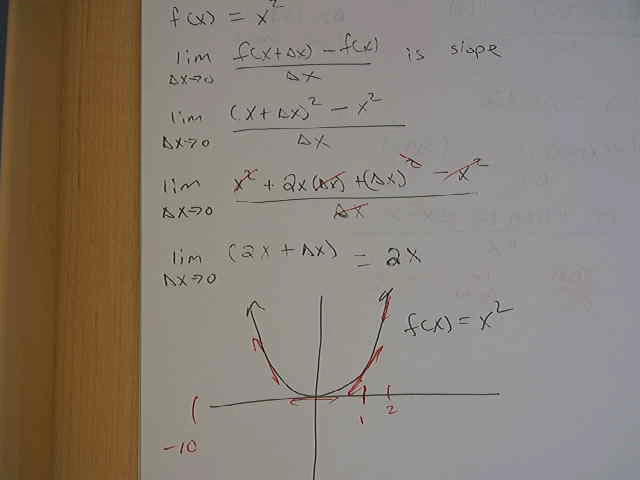 f(x) = x²
lim Δx→0 f(x+Δx) - f(x) / Δx is slope
lim Δx→0 (x+Δx)² - x² / Δx
lim Δx→0 x² + 2x(Δx) + (Δx)² - x² / Δx
lim Δx→0 (2x + Δx) = 2x
f(x) = x²
1 2
-10